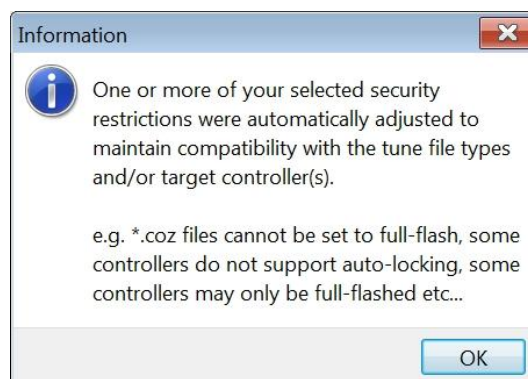 Information
One or more of your selected security
restrictions were automatically adjusted to
maintain compatibility with the tune file types
and/or target controller(s).
e.g. *.coz files cannot be set to full-flash, some
controllers do not support auto-locking, some
controllers may only be full-flashed etc...
OK